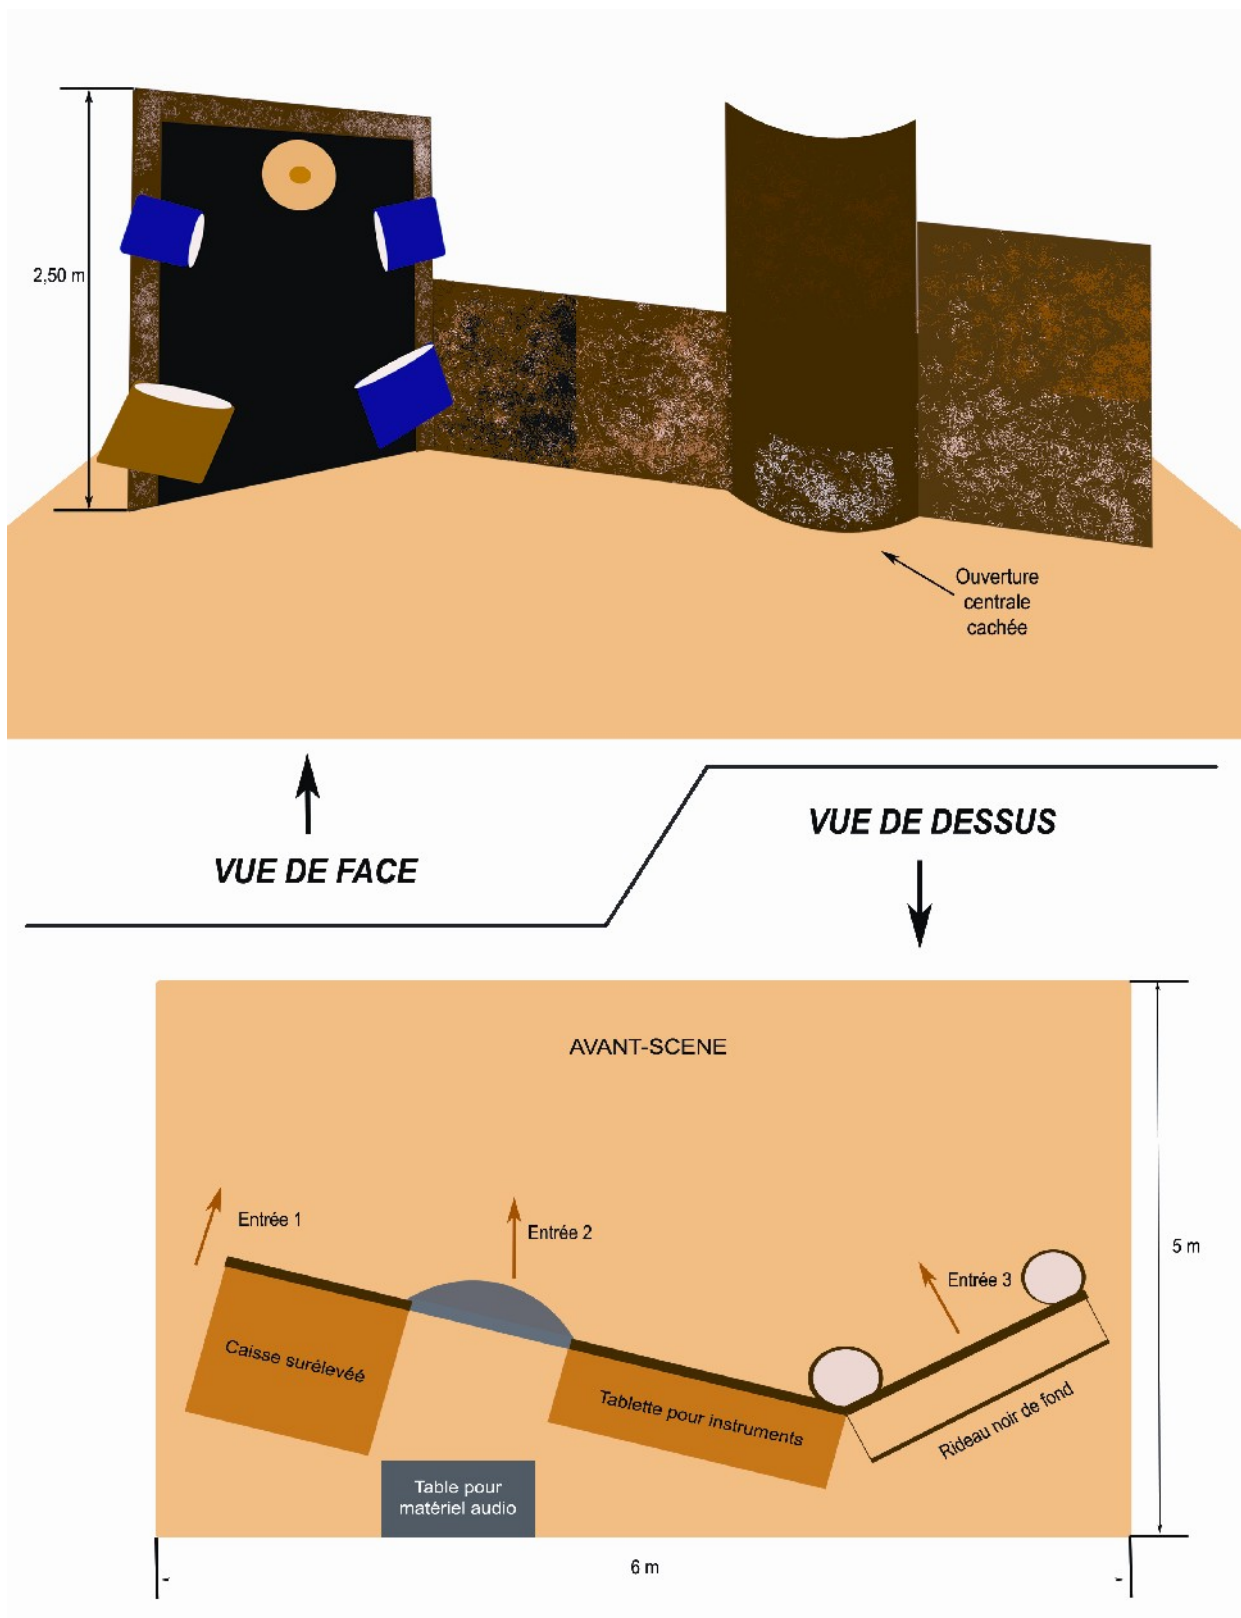 2,50 m
Ouverture
centrale
cachée
VUE DE FACE
VUE DE DESSUS
AVANT-SCENE
Entrée 1
Entrée 2
5 m
Entrée 3
Caisse surélevéé
Tablette pour instruments
Rideau noir de fond
Table pour
matériel audio
6 m